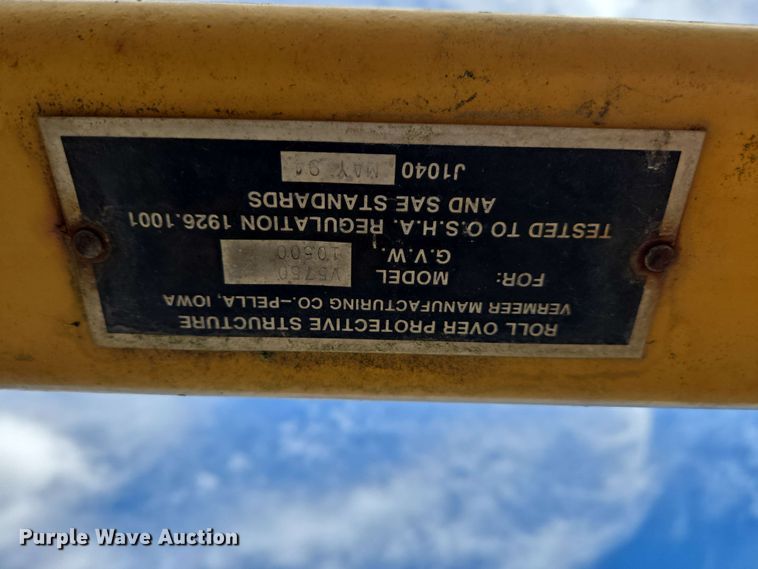 ROLL OVER PROTECTIVE STRUCTURE
VERMEER MANUFACTURING CO.-PELLA, IOWA
FOR: MODEL V5750
G.V.W. 10500
TESTED TO O.S.H.A. REGULATION 1926.1001
AND SAE STANDARDS
J1040 MAY 94
Purple Wave Auction